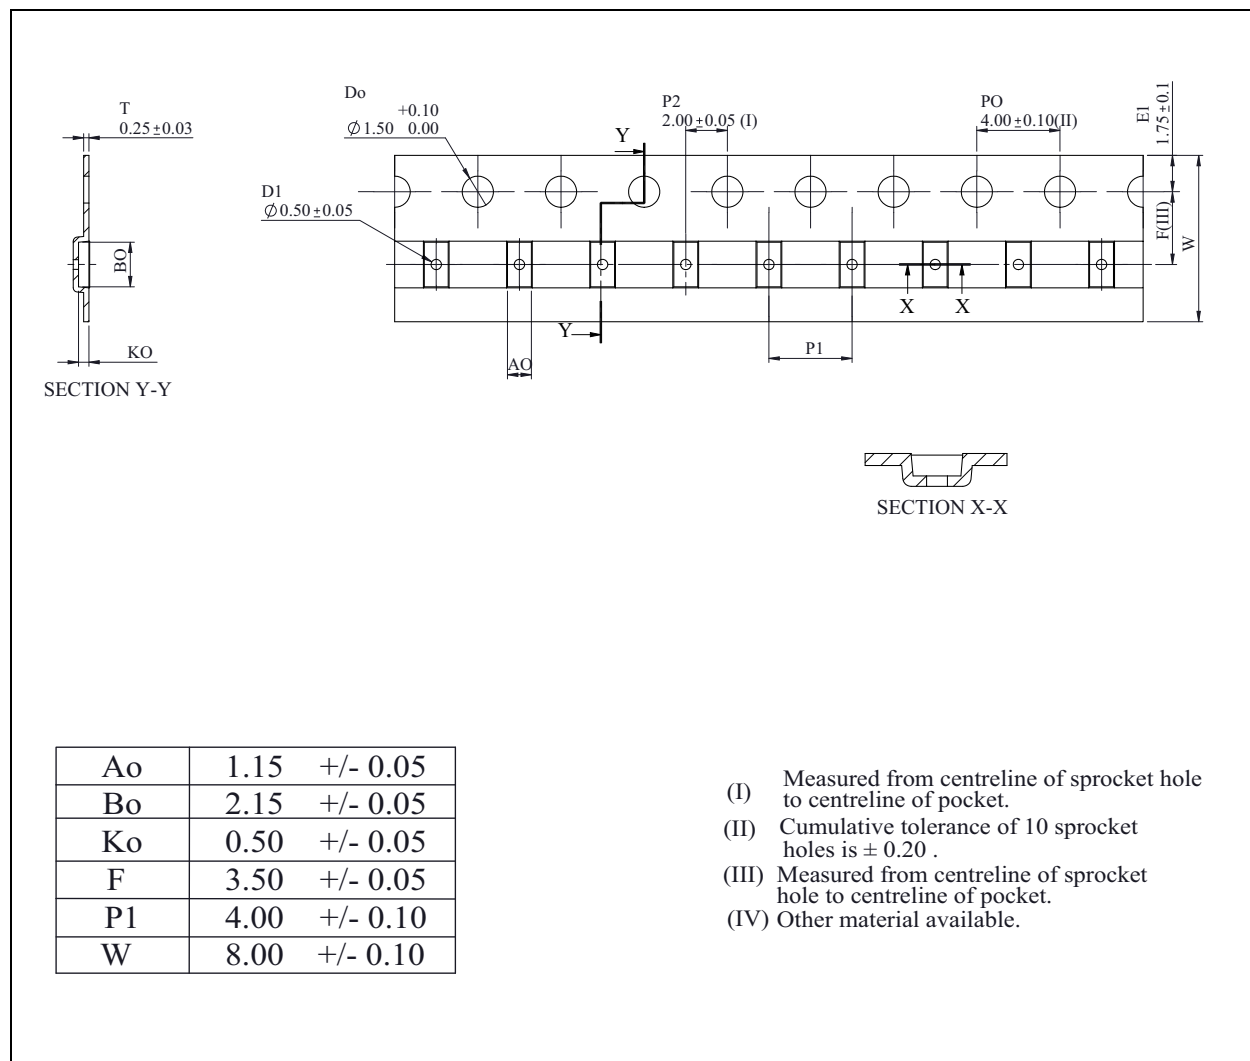 T
0.25±0.03
Do
+0.10
∅1.50 0.00
D1
∅0.50±0.05
Y
P2
2.00±0.05 (I)
PO
4.00±0.10(II)
E1
1.75±0.1
F(III)
W
BO
KO
SECTION Y-Y
Y
AO
P1
X X
SECTION X-X
Ao 1.15 +/- 0.05
Bo 2.15 +/- 0.05
Ko 0.50 +/- 0.05
F 3.50 +/- 0.05
P1 4.00 +/- 0.10
W 8.00 +/- 0.10
(I) Measured from centreline of sprocket hole
to centreline of pocket.
(II) Cumulative tolerance of 10 sprocket
holes is ± 0.20 .
(III) Measured from centreline of sprocket
hole to centreline of pocket.
(IV) Other material available.